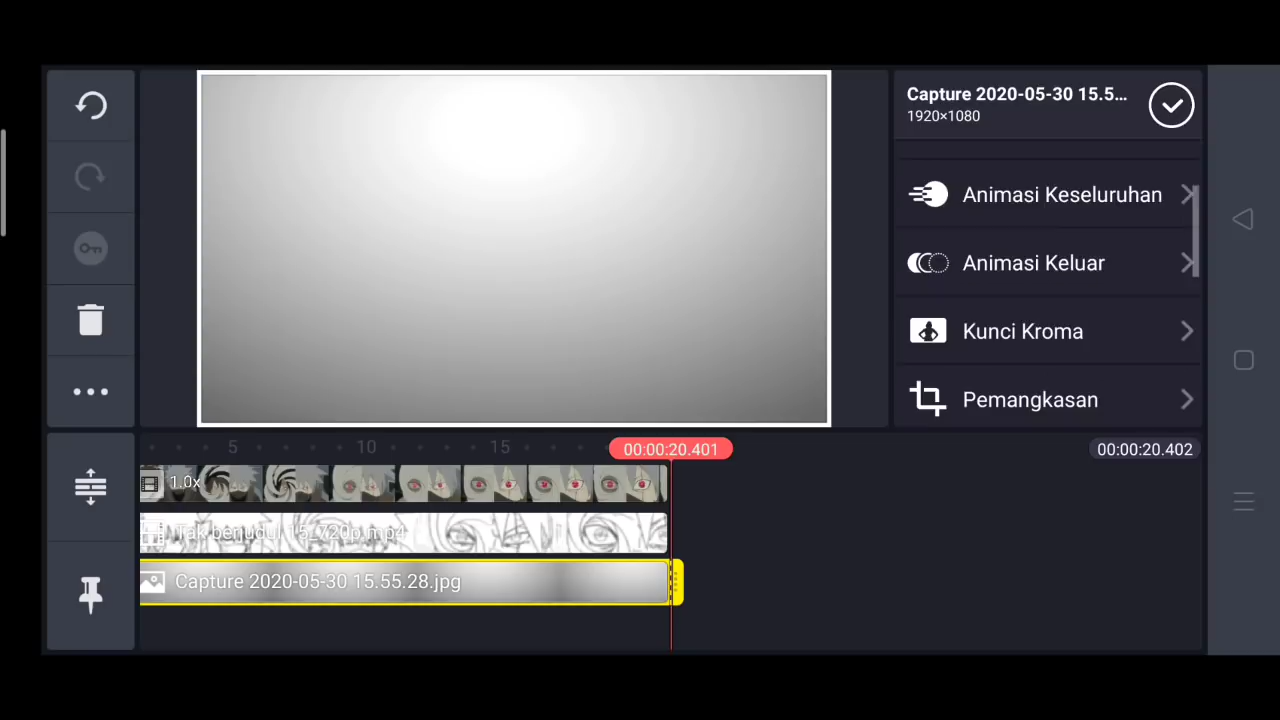 Capture 2020-05-30 15.5...
1920×1080
Animasi Keseluruhan
Animasi Keluar
Kunci Kroma
Pemangkasan
5
10
15
00:00:20.401
00:00:20.402
1.0x
Tak berjudul 15_720p.mp4
Capture 2020-05-30 15.55.28.jpg